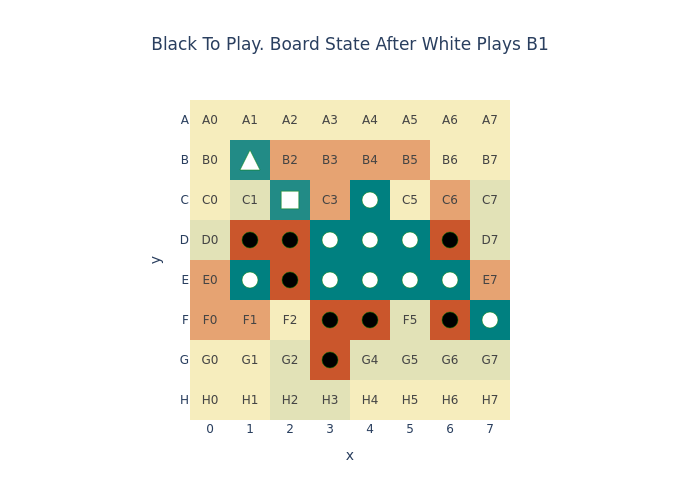 Black To Play. Board State After White Plays B1
A A0 A1 A2 A3 A4 A5 A6 A7
B B0 B2 B3 B4 B5 B6 B7
C C0 C1 C3 C5 C6 C7
D D0 D7
y
E E0 E7
F F0 F1 F2 F5
G G0 G1 G2 G4 G5 G6 G7
H H0 H1 H2 H3 H4 H5 H6 H7
0 1 2 3 4 5 6 7
x